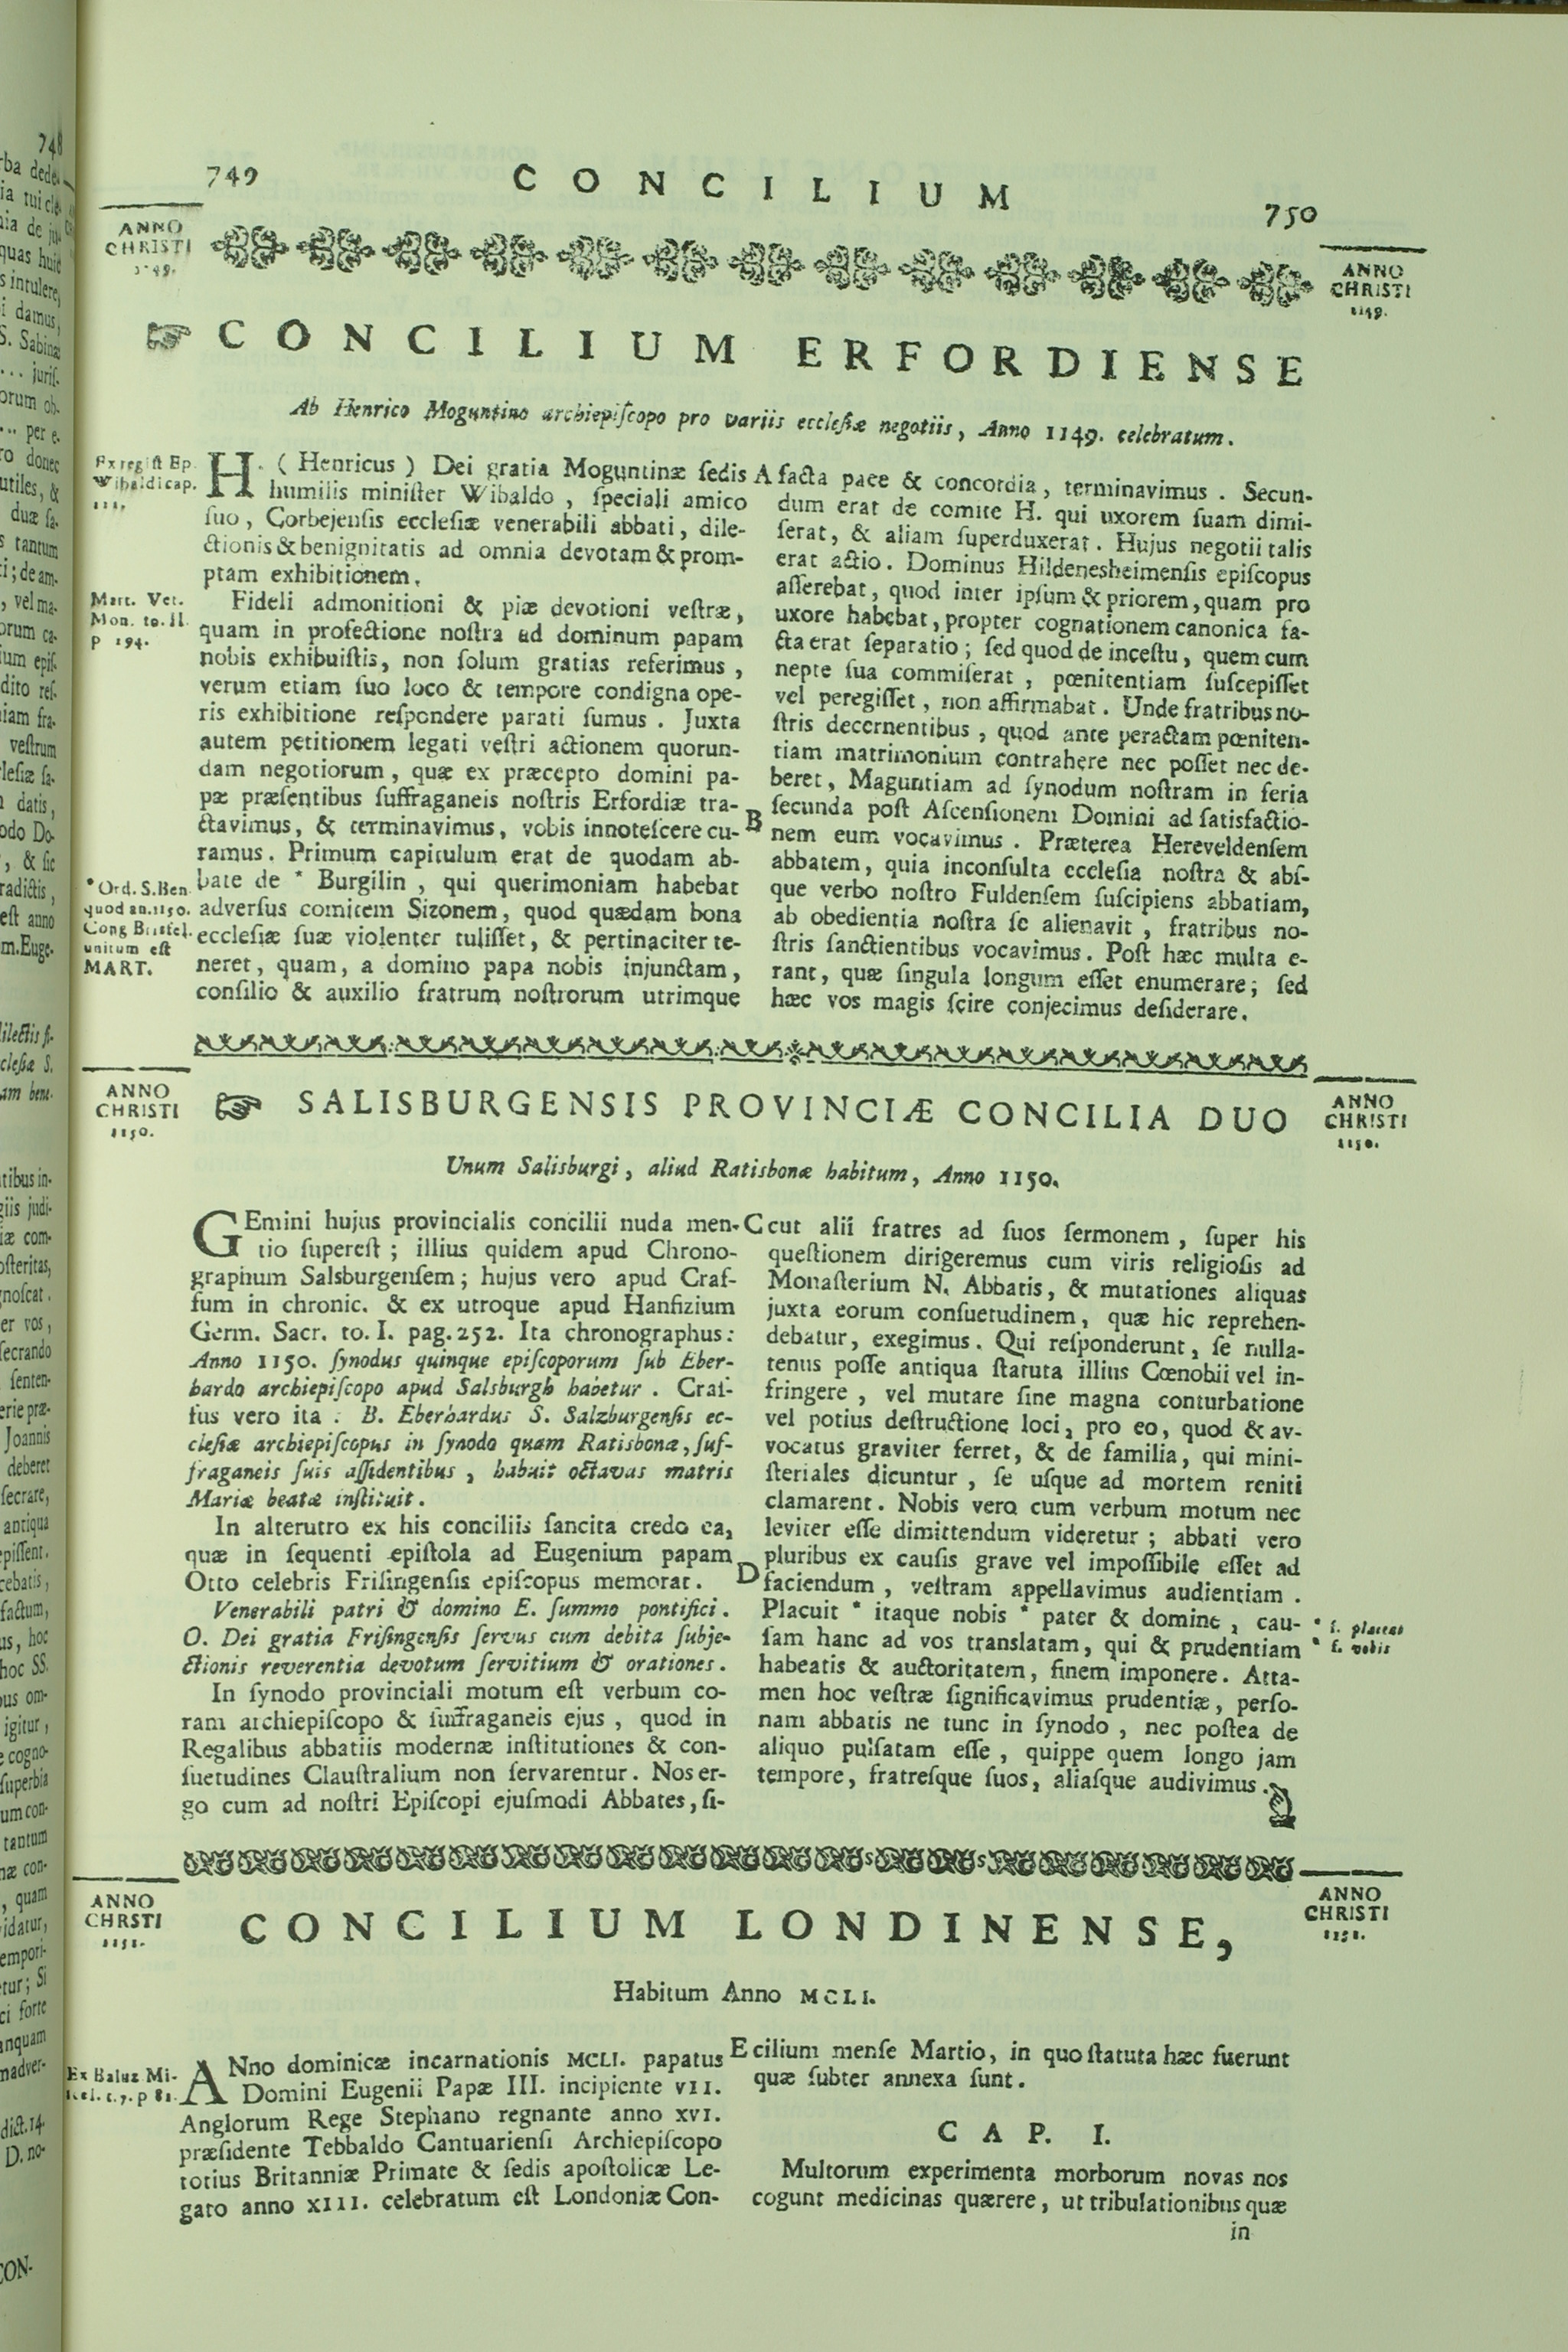 749
CONCILIUM
750
ANNO
CHRISTI
1149.
ANNO
CHRISTI
1149.
CONCILIUM ERFORDIENSE
Ab Henrico Moguntino archiepiſcopo pro variis eccleſiæ negotiis, Anno 1149. celebratum.
Ex regiſt Ep.
Wibaldi cap.
H. (Henricus) Dei gratia Moguntinæ ſedis
humilis miniſter Wibaldo, ſpeciali amico
ſuo, Corbejenſis eccleſiæ venerabili abbati, dile-
ctionis & benignitatis ad omnia devotam & prom-
ptam exhibitionem.
Mart. Vet.
Mon. to. II.
p 194.
Fideli admonitioni & piæ devotioni veſtræ,
quam in profectione noſtra ad dominum papam
nobis exhibuiſtis, non ſolum gratias referimus,
verum etiam ſuo loco & tempore condigna ope-
ris exhibitione reſpondere parati ſumus. Juxta
autem petitionem legati veſtri actionem quorun-
dam negotiorum, quæ ex præcepto domini pa-
pæ præſentibus ſuffraganeis noſtris Erfordiæ tra-
ctavimus, & terminavimus, vobis innoteſcere cu-
ramus. Primum capitulum erat de quodam ab-
bate de * Burgilin, qui querimoniam habebat
adverſus comitem Sizonem, quod quædam bona
eccleſiæ ſuæ violenter tuliſſet, & pertinaciter te-
neret, quam, a domino papa nobis injunctam,
conſilio & auxilio fratrum noſtrorum utrimque
* Ord. S. Ben
quod an. 1150.
Cong Bursfel.
unitum eſt
MART.
A facta pace & concordia, terminavimus. Secun-
dum erat de comite H. qui uxorem ſuam dimi-
ſerat, & aliam ſuperduxerat. Hujus negotii talis
erat actio. Dominus Hildenesheimenſis epiſcopus
aſſerebat, quod inter ipſum & priorem, quam pro
uxore habebat, propter cognationem canonica fa-
cta erat ſeparatio; ſed quod de inceſtu, quem cum
nepte ſua commiſerat, pœnitentiam ſuſcepiſſet
vel peregiſſet, non affirmabat. Unde fratribus no-
ſtris decernentibus, quod ante peractam pœniten-
tiam matrimonium contrahere nec poſſet nec de-
beret, Maguntiam ad ſynodum noſtram in feria
B ſecunda poſt Aſcenſionem Domini ad ſatisfactio-
nem eum vocavimus. Præterea Hereveldenſem
abbatem, quia inconſulta eccleſia noſtra & abſ-
que verbo noſtro Fuldenſem ſuſcipiens abbatiam,
ab obedientia noſtra ſe alienavit, fratribus no-
ſtris ſanctientibus vocavimus. Poſt hæc multa e-
rant, quæ ſingula longum eſſet enumerare; ſed
hæc vos magis ſcire conjecimus deſiderare.
ANNO
CHRISTI
1150.
SALISBURGENSIS PROVINCIÆ CONCILIA DUO
ANNO
CHRISTI
1150.
Unum Salisburgi, aliud Ratisbonæ habitum, Anno 1150.
GEmini hujus provincialis concilii nuda men-
tio ſupereſt; illius quidem apud Chrono-
graphum Salsburgenſem; hujus vero apud Craſ-
ſum in chronic. & ex utroque apud Hanſizium
Germ. Sacr. to. I. pag. 252. Ita chronographus:
Anno 1150. ſynodus quinque epiſcoporum ſub Eber-
hardo archiepiſcopo apud Salsburgh habetur. Craſ-
ſus vero ita: B. Eberhardus S. Salzburgenſis ec-
cleſiæ archiepiſcopus in ſynodo quam Ratisbonæ, ſuf-
fraganeis ſuis aſſidentibus, habuit octavas matris
Mariæ beatæ inſtituit.
In alterutro ex his conciliis ſancita credo ea,
quæ in ſequenti epiſtola ad Eugenium papam
Otto celebris Friſingenſis epiſcopus memorat.
Venerabili patri & domino E. ſummo pontifici.
O. Dei gratia Friſingenſis ſervus cum debita ſubje-
ctionis reverentia devotum ſervitium & orationes.
In ſynodo provinciali motum eſt verbum co-
ram archiepiſcopo & ſuffraganeis ejus, quod in
Regalibus abbatiis modernæ inſtitutiones & con-
ſuetudines Clauſtralium non ſervarentur. Nos er-
go cum ad noſtri Epiſcopi ejuſmodi Abbates, ſi-
C cut alii fratres ad ſuos ſermonem, ſuper his
queſtionem dirigeremus cum viris religioſis ad
Monaſterium N. Abbatis, & mutationes aliquas
juxta eorum conſuetudinem, quæ hic reprehen-
debatur, exegimus. Qui reſponderunt, ſe nulla-
tenus poſſe antiqua ſtatuta illius Cœnobii vel in-
fringere, vel mutare ſine magna conturbatione
vel potius deſtructione loci, pro eo, quod & av-
vocatus graviter ferret, & de familia, qui mini-
ſteriales dicuntur, ſe uſque ad mortem reniti
clamarent. Nobis vero cum verbum motum nec
leviter eſſe dimittendum videretur; abbati vero
pluribus ex cauſis grave vel impoſſibile eſſet ad
D faciendum, veſtram appellavimus audientiam.
Placuit * itaque nobis * pater & domine, cau-
ſam hanc ad vos translatam, qui & prudentiam
habeatis & auctoritatem, finem imponere. Atta-
men hoc veſtræ ſignificavimus prudentiæ, perſo-
nam abbatis ne tunc in ſynodo, nec poſtea de
aliquo pulſatam eſſe, quippe quem longo jam
tempore, fratreſque ſuos, aliaſque audivimus.
* f. placeat
* f. vobis
ANNO
CHRSTI
1151.
CONCILIUM LONDINENSE,
ANNO
CHRISTI
1151.
Habitum Anno MCLI.
Ex Baluz Mi-
ſcel. t. 7. p 81.
ANno dominicæ incarnationis MCLI. papatus
Domini Eugenii Papæ III. incipiente VII.
Anglorum Rege Stephano regnante anno XVI.
præſidente Tebbaldo Cantuarienſi Archiepiſcopo
totius Britanniæ Primate & ſedis apoſtolicæ Le-
gato anno XIII. celebratum eſt Londoniæ Con-
E cilium menſe Martio, in quo ſtatuta hæc fuerunt
quæ ſubter annexa ſunt.
CAP. I.
Multorum experimenta morborum novas nos
cogunt medicinas quærere, ut tribulationibus quæ
in